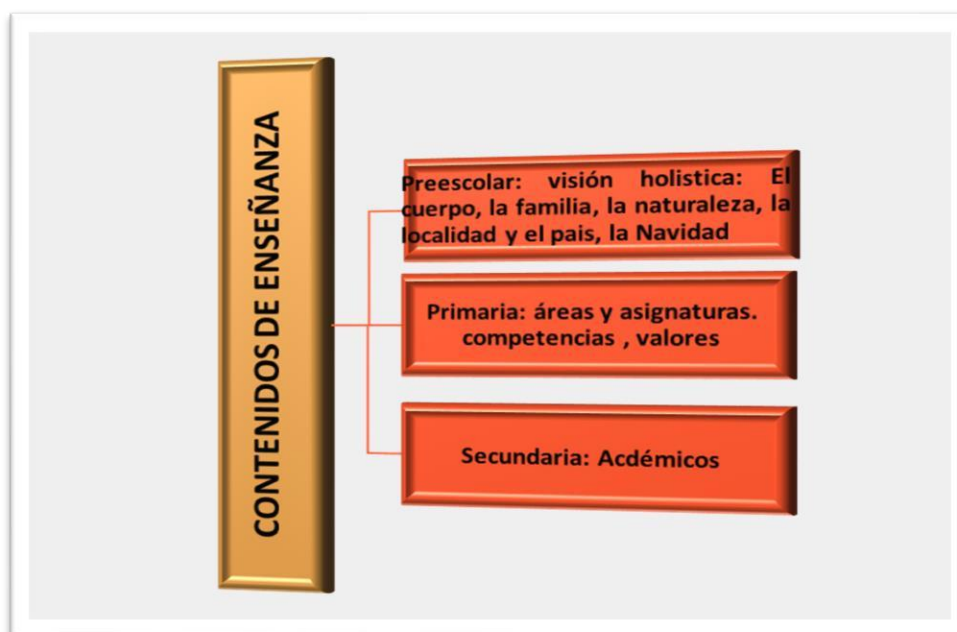 CONTENIDOS DE ENSEÑANZA
Preescolar: visión holistica: El
cuerpo, la familia, la naturaleza, la
localidad y el pais, la Navidad
Primaria: áreas y asignaturas.
competencias , valores
Secundaria: Acdémicos